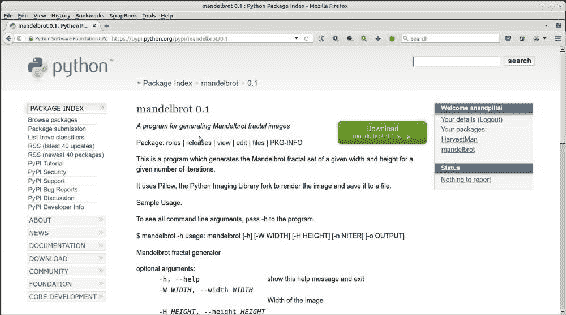 mandelbrot 0.1 : Python Package Index - Mozilla Firefox
File Edit View History Bookmarks Tools Help
mandelbrot 0.1 : Python P...
Python Software Foundation (US)
search
python
search
» Package Index > mandelbrot > 0.1
PACKAGE INDEX
Browse packages
Package submission
List trove classifiers
RSS (latest 40 updates)
RSS (newest 40 packages)
PyPI Tutorial
PyPI Security
PyPI Support
PyPI Bug Reports
PyPI Discussion
PyPI Developer Info
ABOUT
NEWS
DOCUMENTATION
DOWNLOAD
COMMUNITY
FOUNDATION
CORE DEVELOPMENT
mandelbrot 0.1
A program for generating Mandelbrot fractal images
Package: roles | releases | view | edit | files | PKG-INFO
This is a program which generates the Mandelbrot fractal set of a given width and height for a
given number of iterations.
It uses Pillow, the Python Imaging Library fork to render the image and save it to a file.
Sample Usage.
To see all command line arguments, pass -h to the program.
$ mandelbrot -h usage: mandelbrot [-h] [-W WIDTH] [-H HEIGHT] [-n NITER] [-o OUTPUT]
Mandelbrot fractal generator
optional arguments:
-h, --help show this help message and exit
-W WIDTH, --width WIDTH
Width of the image
-H HEIGHT, --height HEIGHT
Download
Welcome anandpillai
Your details (Logout)
Your packages:
HarvestMan
mandelbrot
Status
Nothing to report